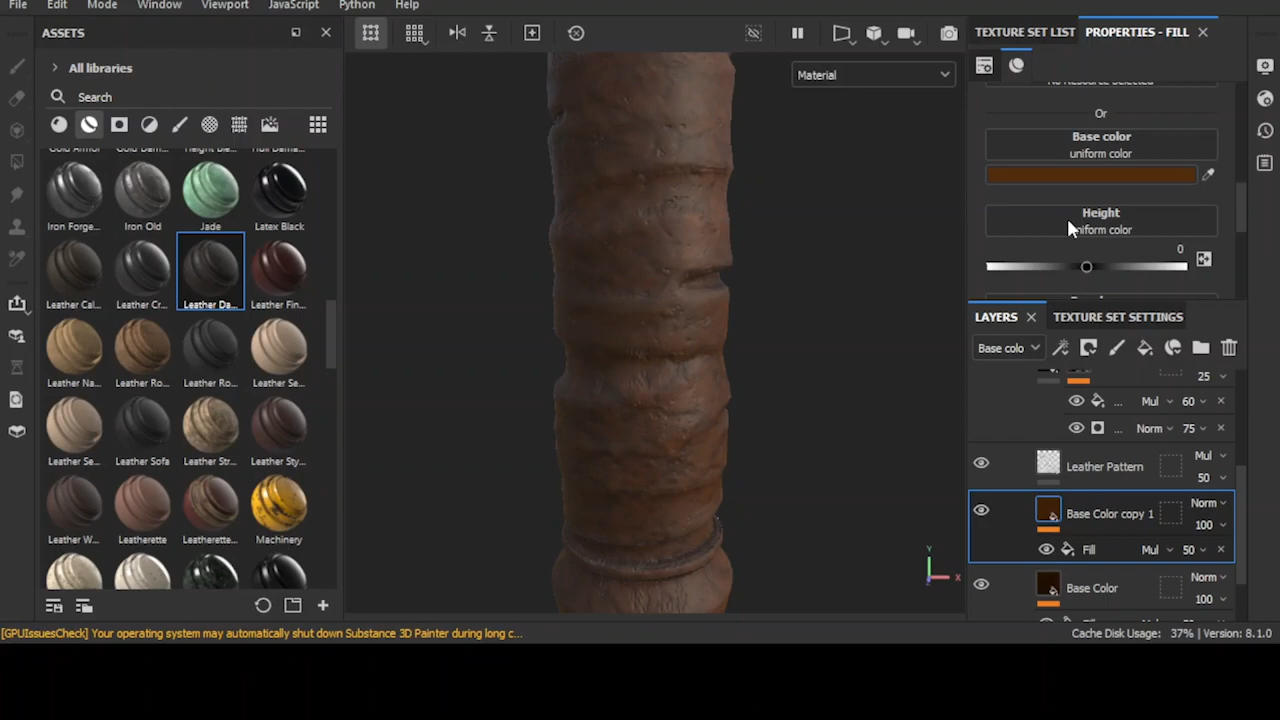 File Edit Mode Window Viewport JavaScript Python Help
ASSETS
All libraries
Search
Iron Forge... Iron Old Jade Latex Black
Leather Cal... Leather Cr... Leather Da... Leather Fin...
Leather Na... Leather Ro... Leather Ro... Leather Se...
Leather Se... Leather Sofa Leather Str... Leather Sty...
Leather W... Leatherette Leatherette... Machinery
Material
TEXTURE SET LIST PROPERTIES - FILL
Or
Base color
uniform color
Height
uniform color
0
LAYERS TEXTURE SET SETTINGS
Base colo
25
... Mul 60
... Norm 75
Leather Pattern Mul
50
Base Color copy 1 Norm
100
Fill Mul 50
Base Color Norm
100
Y
X
[GPUIssuesCheck] Your operating system may automatically shut down Substance 3D Painter during long c...
Cache Disk Usage: 37% | Version: 8.1.0